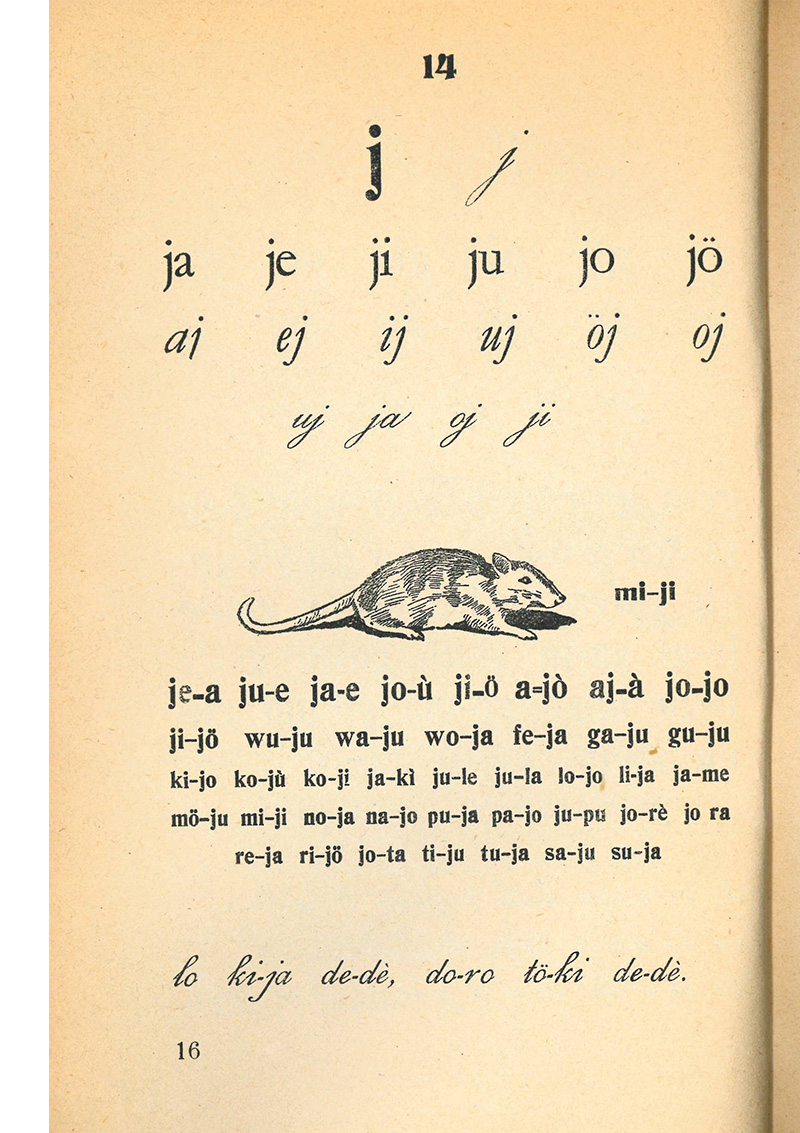 14
j j
ja je ji ju jo jö
aj ej ij uj öj oj
uj ja oj ji
mi-ji
je-a ju-e ja-e jo-ù ji-ö a=jò aj-à jo-jo
ji-jö wu-ju wa-ju wo-ja fe-ja ga-ju gu-ju
ki-jo ko-jù ko-ji ja-kì ju-le ju-la lo-jo li-ja ja-me
mö-ju mi-ji no-ja na-jo pu-ja pa-jo ju-pu jo-rè jo ra
re-ja ri-jö jo-ta ti-ju tu-ja sa-ju su-ja
lo ki-ja de-dè, do-ro tö-ki de-dè.
16